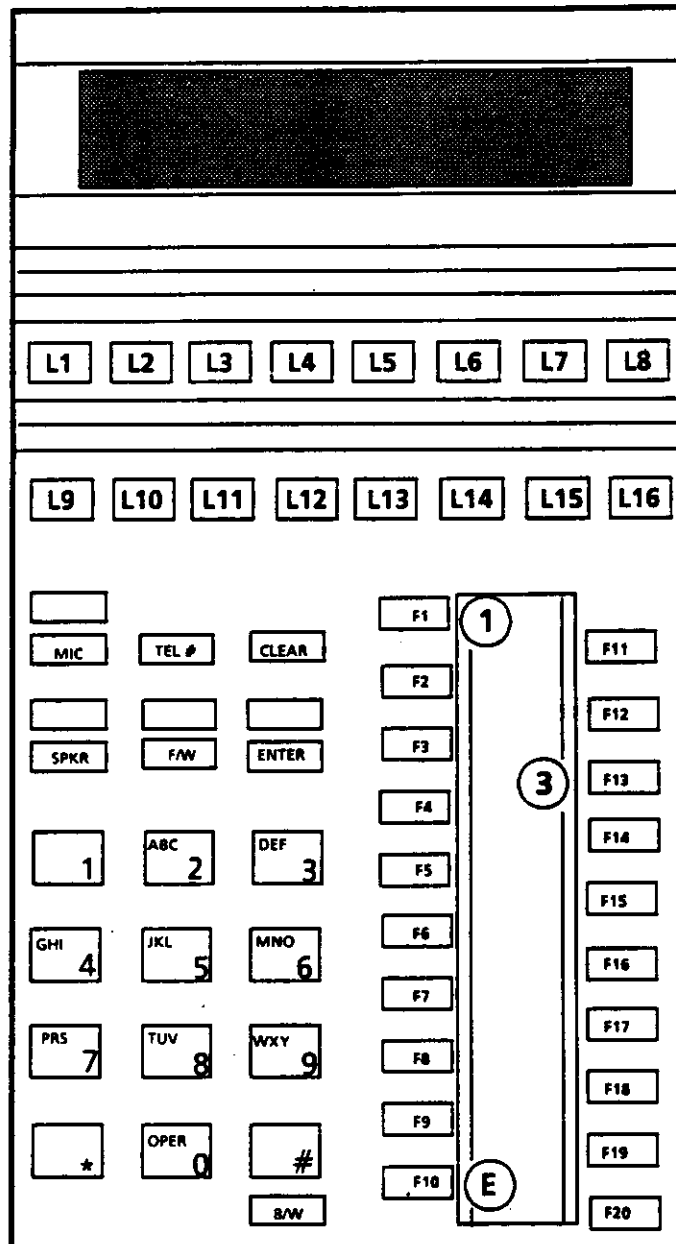 L1 L2 L3 L4 L5 L6 L7 L8
L9 L10 L11 L12 L13 L14 L15 L16
MIC TEL # CLEAR
SPKR F/W ENTER
1 ABC 2 DEF 3
GHI 4 JKL 5 MNO 6
PRS 7 TUV 8 WXY 9
* OPER 0 #
B/W
F1 1
F2
F3
F4
F5
F6
F7
F8
F9
F10 E
3
F11
F12
F13
F14
F15
F16
F17
F18
F19
F20